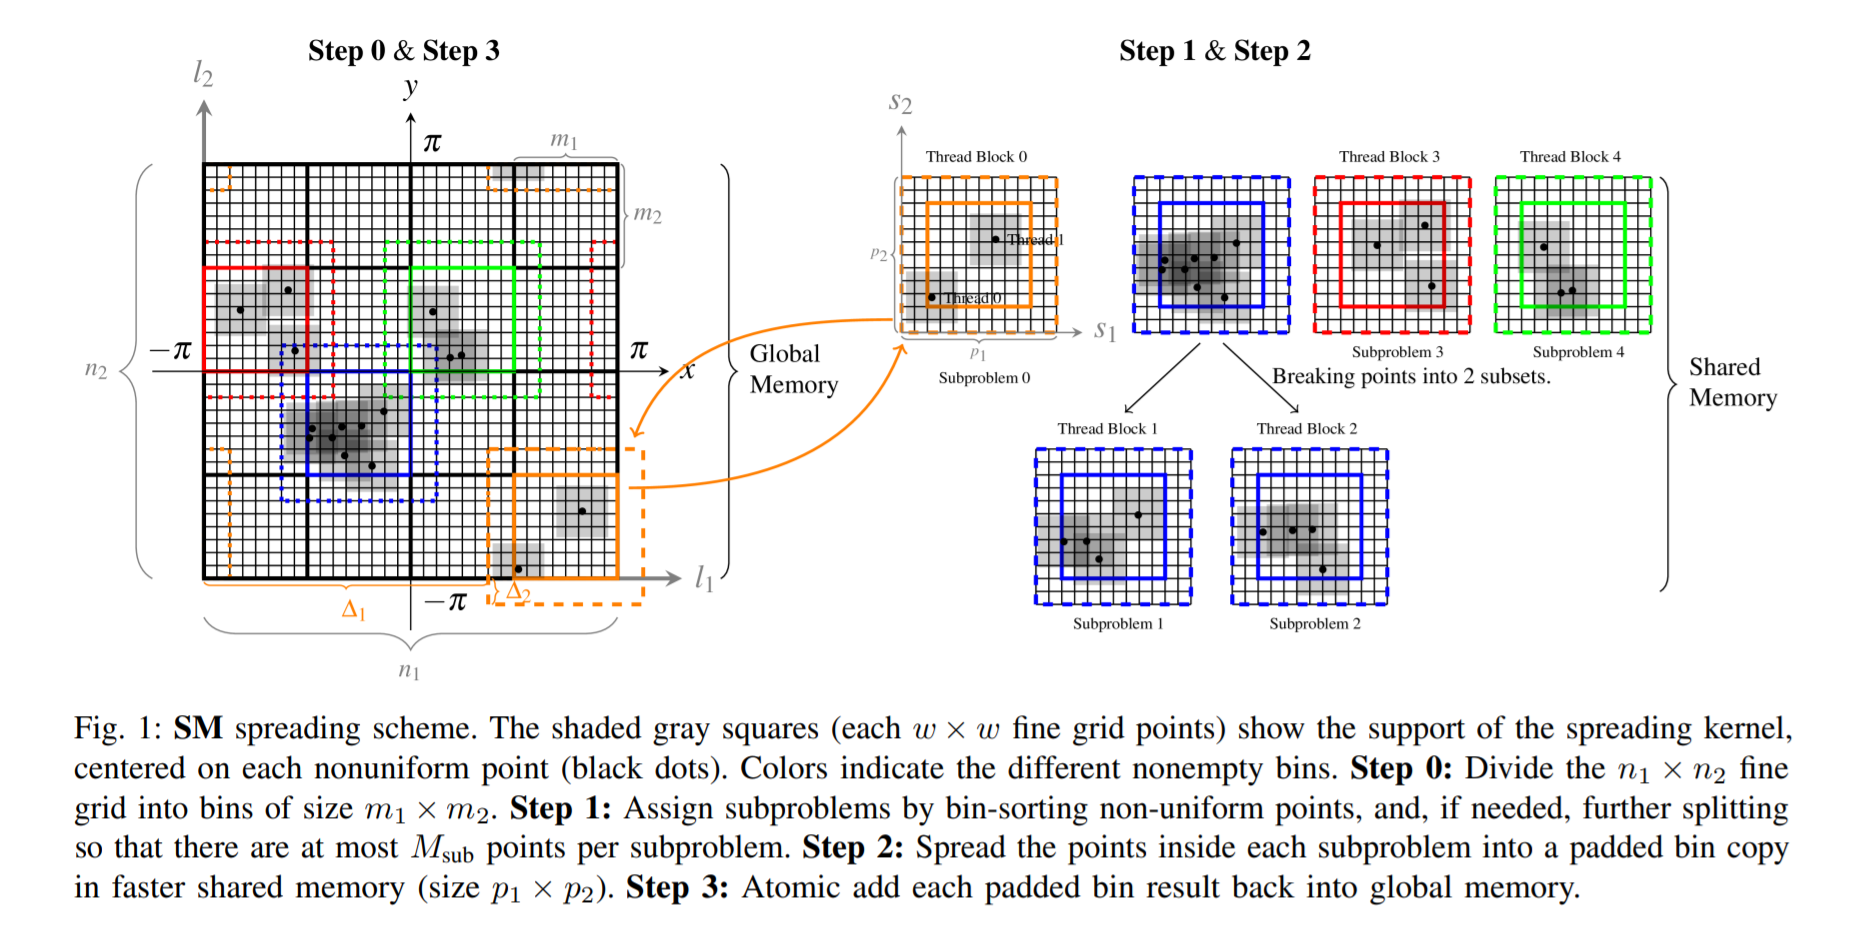 Step 0 & Step 3
Step 1 & Step 2
l2
y
π
m1
m2
n2
−π
π
x
Global
Memory
l1
Δ1
−π
Δ2
n1
s2
Thread Block 0
Thread 1
p2
Thread 0
s1
p1
Subproblem 0
Thread Block 3
Thread Block 4
Subproblem 3
Subproblem 4
Breaking points into 2 subsets.
Shared
Memory
Thread Block 1
Thread Block 2
Subproblem 1
Subproblem 2
Fig. 1: SM spreading scheme. The shaded gray squares (each w × w fine grid points) show the support of the spreading kernel,
centered on each nonuniform point (black dots). Colors indicate the different nonempty bins. Step 0: Divide the n1 × n2 fine
grid into bins of size m1 × m2. Step 1: Assign subproblems by bin-sorting non-uniform points, and, if needed, further splitting
so that there are at most Msub points per subproblem. Step 2: Spread the points inside each subproblem into a padded bin copy
in faster shared memory (size p1 × p2). Step 3: Atomic add each padded bin result back into global memory.